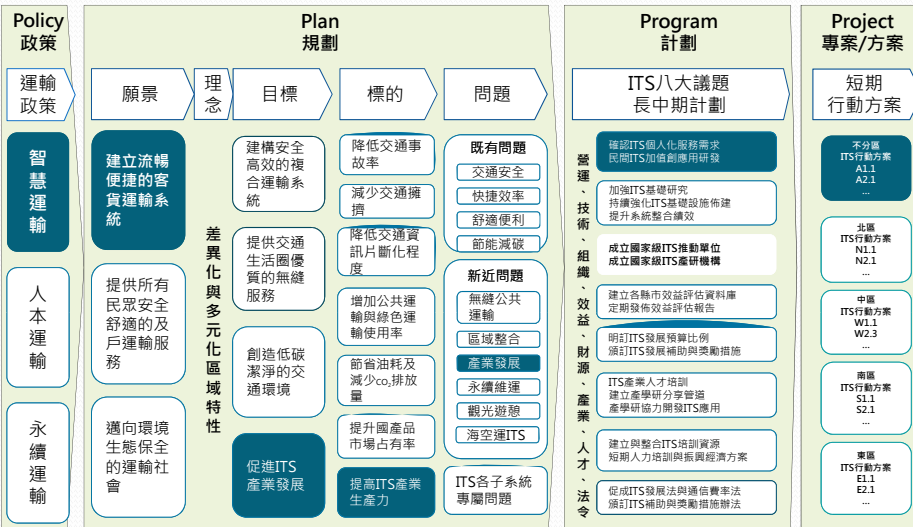 Policy
政策
Plan
規劃
Program
計劃
Project
專案/方案
運輸
政策
願景
理
念
目標
標的
問題
ITS八大議題
長中期計劃
短期
行動方案
智慧運輸
人本運輸
永續運輸
建立流暢
便捷的客
貨運輸系
統
提供所有
民眾安全
舒適的及
戶運輸服
務
邁向環境
生態保全
的運輸社
會
差異化與多元化區域特性
建構安全
高效的複
合運輸系
統
提供交通
生活圈優
質的無縫
服務
創造低碳
潔淨的交
通環境
促進ITS
產業發展
降低交通事
故率
減少交通擁
擠
降低交通資
訊片斷化程
度
增加公共運
輸與綠色運
輸使用率
節省油耗及
減少co₂排放
量
提升國產品
市場占有率
提高ITS產業
生產力
既有問題
交通安全
快捷效率
舒適便利
節能減碳
新近問題
無縫公共
運輸
區域整合
產業發展
永續維運
觀光遊憩
海空運ITS
ITS各子系統
專屬問題
營運、技術、組織、效益、財源、產業、人才、法令
確認ITS個人化服務需求
民間ITS加值創應用研發
加強ITS基礎研究
持續強化ITS基礎設施佈建
提升系統整合績效
成立國家級ITS推動單位
成立國家級ITS產研機構
建立各縣市效益評估資料庫
定期發佈效益評估報告
明訂ITS發展預算比例
頒訂ITS發展補助與獎勵措施
ITS產業人才培訓
建立產學研分享管道
產學研協力開發ITS應用
建立與整合ITS培訓資源
短期人力培訓與振興經濟方案
促成ITS發展法與通信費率法
頒訂ITS補助與獎勵措施辦法
不分區
ITS行動方案
A1.1
A2.1
...
北區
ITS行動方案
N1.1
N2.1
...
中區
ITS行動方案
W1.1
W2.3
...
南區
ITS行動方案
S1.1
S2.1
...
東區
ITS行動方案
E1.1
E2.1
...